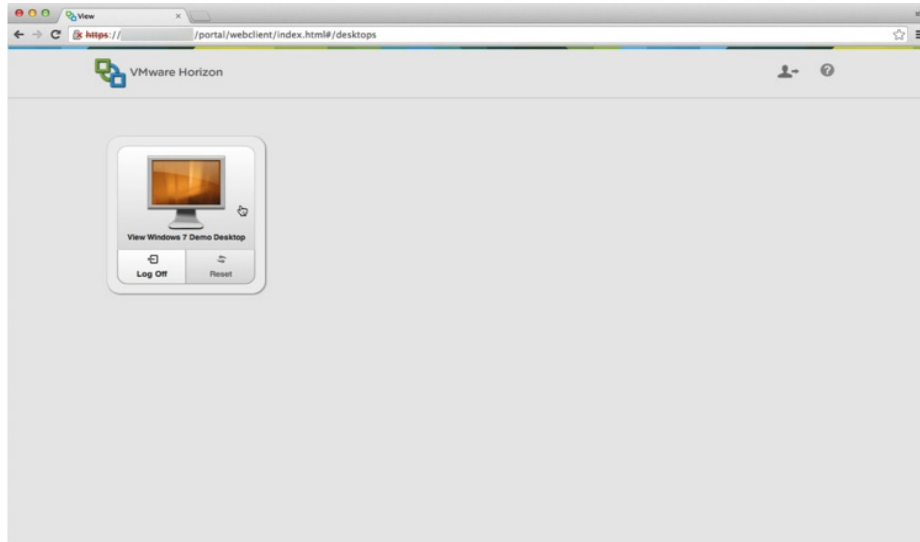 View
https:// /portal/webclient/index.html#/desktops
VMware Horizon
View Windows 7 Demo Desktop
Log Off Reset